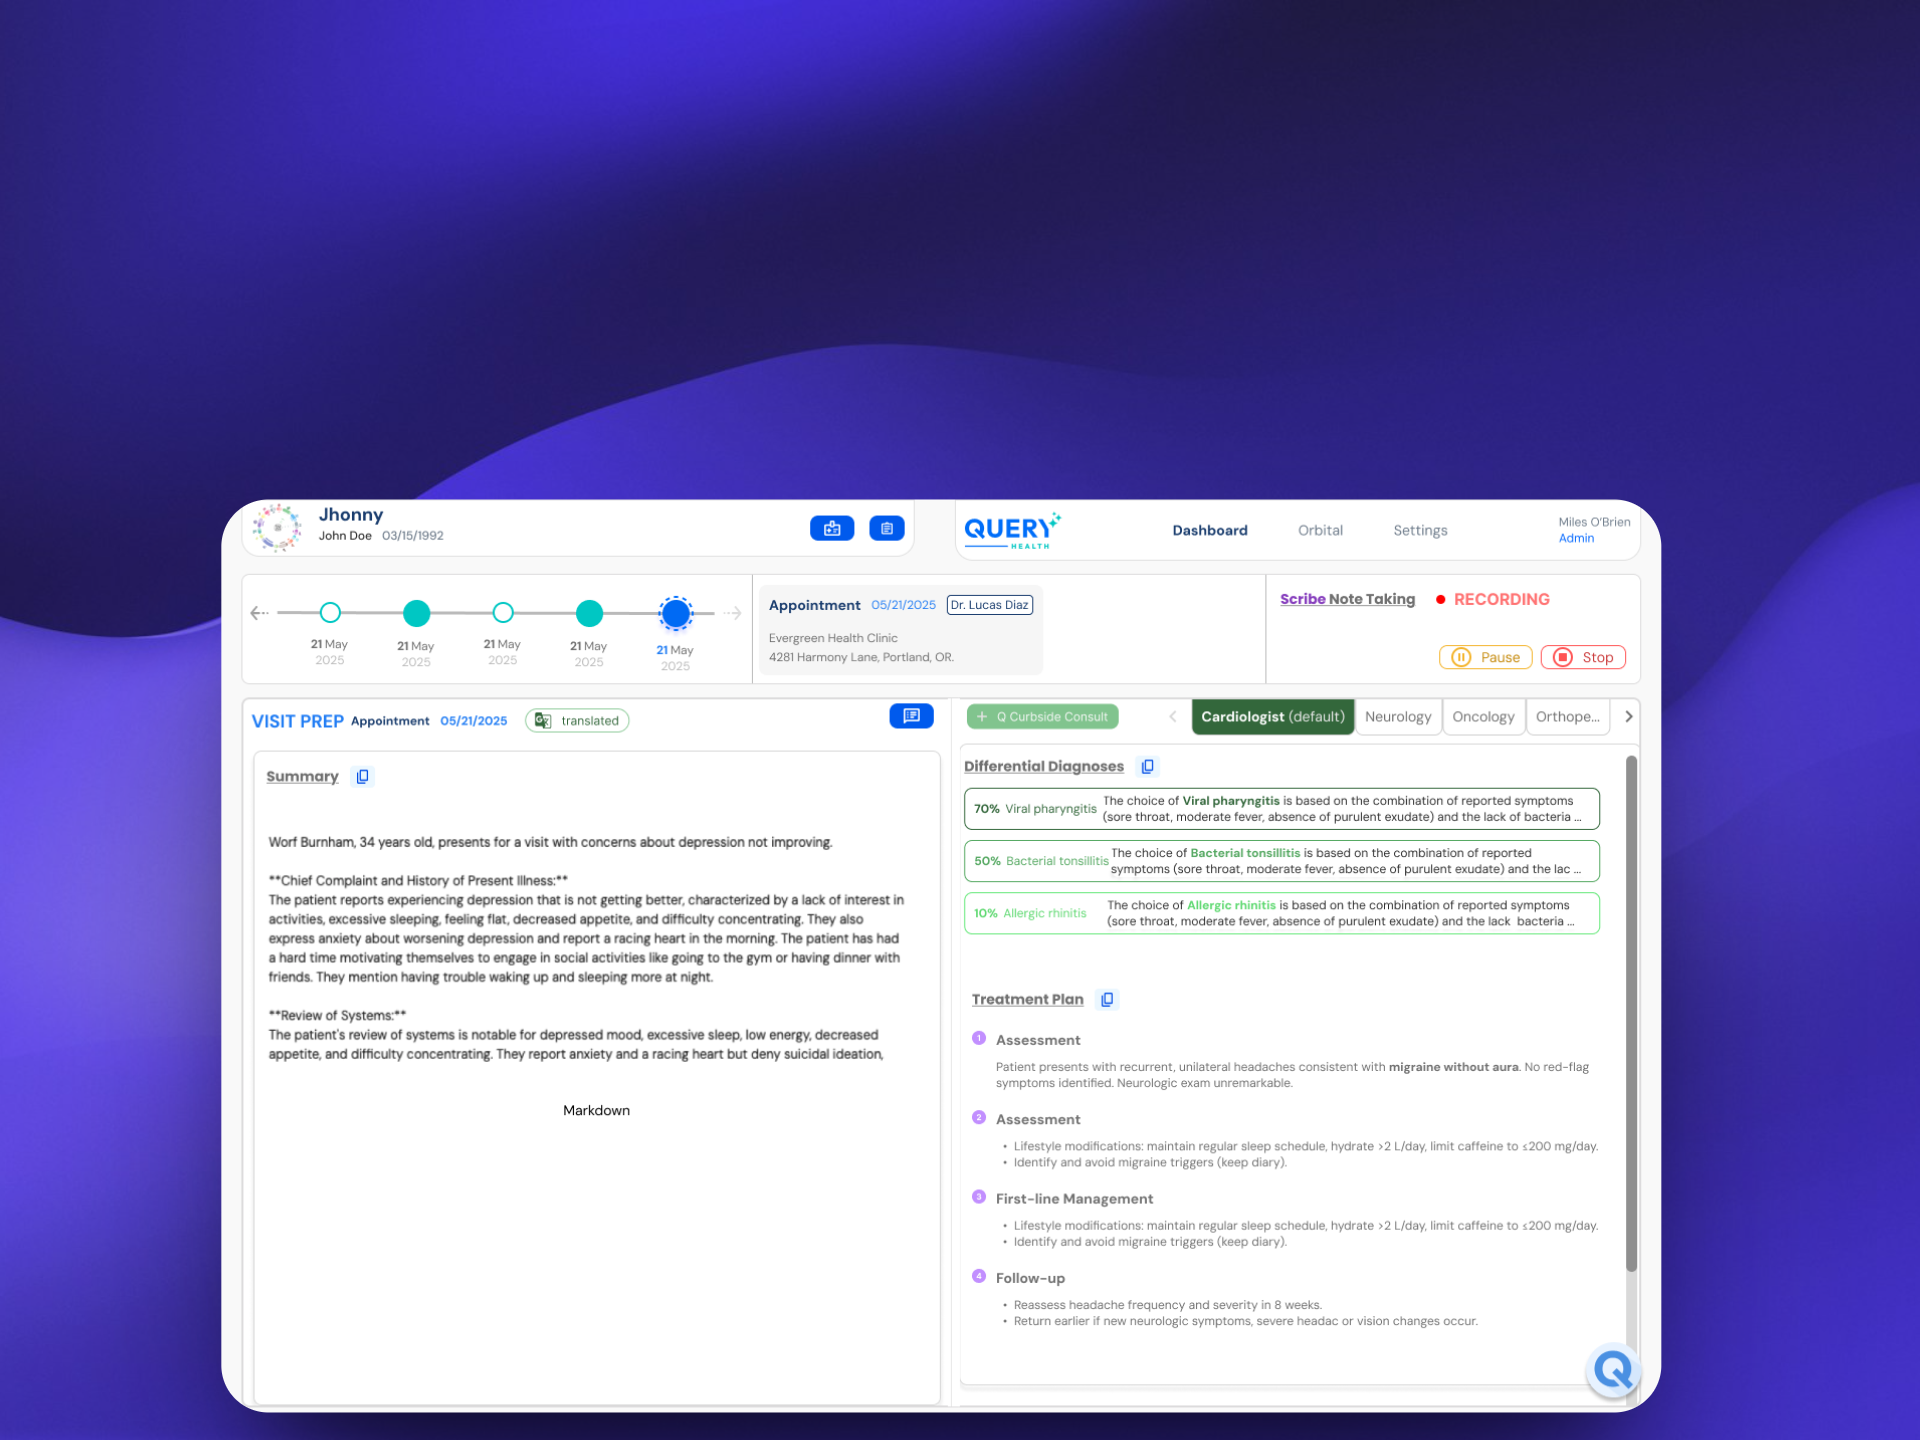 Jhonny
John Doe 03/15/1992
QUERY
HEALTH
Dashboard
Orbital
Settings
Miles O'Brien
Admin
21 May
2025
21 May
2025
21 May
2025
21 May
2025
21 May
2025
Appointment 05/21/2025 Dr. Lucas Diaz
Evergreen Health Clinic
4281 Harmony Lane, Portland, OR.
Scribe Note Taking RECORDING
Pause
Stop
VISIT PREP Appointment 05/21/2025 translated
Summary
Worf Burnham, 34 years old, presents for a visit with concerns about depression not improving.
**Chief Complaint and History of Present Illness:**
The patient reports experiencing depression that is not getting better, characterized by a lack of interest in
activities, excessive sleeping, feeling flat, decreased appetite, and difficulty concentrating. They also
express anxiety about worsening depression and report a racing heart in the morning. The patient has had
a hard time motivating themselves to engage in social activities like going to the gym or having dinner with
friends. They mention having trouble waking up and sleeping more at night.
**Review of Systems:**
The patient's review of systems is notable for depressed mood, excessive sleep, low energy, decreased
appetite, and difficulty concentrating. They report anxiety and a racing heart but deny suicidal ideation,
Markdown
+ Q Curbside Consult
Cardiologist (default)
Neurology
Oncology
Orthope...
Differential Diagnoses
70% Viral pharyngitis
The choice of Viral pharyngitis is based on the combination of reported symptoms
(sore throat, moderate fever, absence of purulent exudate) and the lack of bacteria ...
50% Bacterial tonsillitis
The choice of Bacterial tonsillitis is based on the combination of reported
symptoms (sore throat, moderate fever, absence of purulent exudate) and the lac ...
10% Allergic rhinitis
The choice of Allergic rhinitis is based on the combination of reported symptoms
(sore throat, moderate fever, absence of purulent exudate) and the lack bacteria ...
Treatment Plan
1 Assessment
Patient presents with recurrent, unilateral headaches consistent with migraine without aura. No red-flag
symptoms identified. Neurologic exam unremarkable.
2 Assessment
• Lifestyle modifications: maintain regular sleep schedule, hydrate >2 L/day, limit caffeine to ≤200 mg/day.
• Identify and avoid migraine triggers (keep diary).
3 First-line Management
• Lifestyle modifications: maintain regular sleep schedule, hydrate >2 L/day, limit caffeine to ≤200 mg/day.
• Identify and avoid migraine triggers (keep diary).
4 Follow-up
• Reassess headache frequency and severity in 8 weeks.
• Return earlier if new neurologic symptoms, severe headac or vision changes occur.
Q